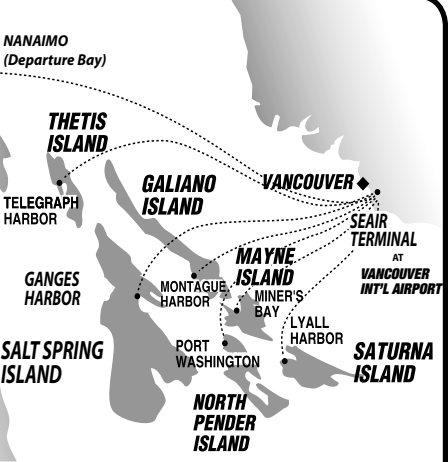 NANAIMO
(Departure Bay)
THETIS
ISLAND
TELEGRAPH
HARBOR
GALIANO
ISLAND
VANCOUVER
SEAIR
TERMINAL
AT
VANCOUVER
INT'L AIRPORT
MAYNE
ISLAND
GANGES
HARBOR
MONTAGUE
HARBOR
MINER'S
BAY
LYALL
HARBOR
PORT
WASHINGTON
SALT SPRING
ISLAND
SATURNA
ISLAND
NORTH
PENDER
ISLAND